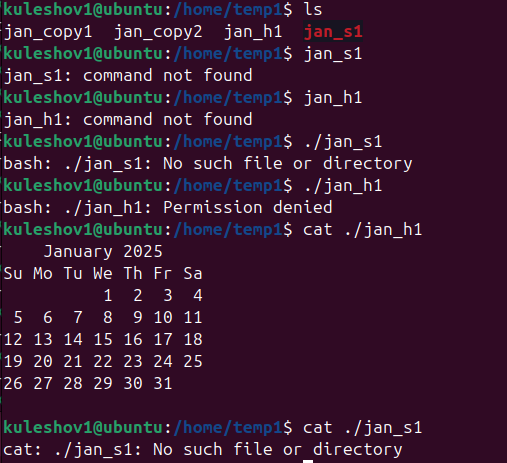 kuleshov1@ubuntu:/home/temp1$ ls
jan_copy1  jan_copy2  jan_h1  jan_s1
kuleshov1@ubuntu:/home/temp1$ jan_s1
jan_s1: command not found
kuleshov1@ubuntu:/home/temp1$ jan_h1
jan_h1: command not found
kuleshov1@ubuntu:/home/temp1$ ./jan_s1
bash: ./jan_s1: No such file or directory
kuleshov1@ubuntu:/home/temp1$ ./jan_h1
bash: ./jan_h1: Permission denied
kuleshov1@ubuntu:/home/temp1$ cat ./jan_h1
    January 2025
Su Mo Tu We Th Fr Sa
          1  2  3  4
 5  6  7  8  9 10 11
12 13 14 15 16 17 18
19 20 21 22 23 24 25
26 27 28 29 30 31
kuleshov1@ubuntu:/home/temp1$ cat ./jan_s1
cat: ./jan_s1: No such file or directory